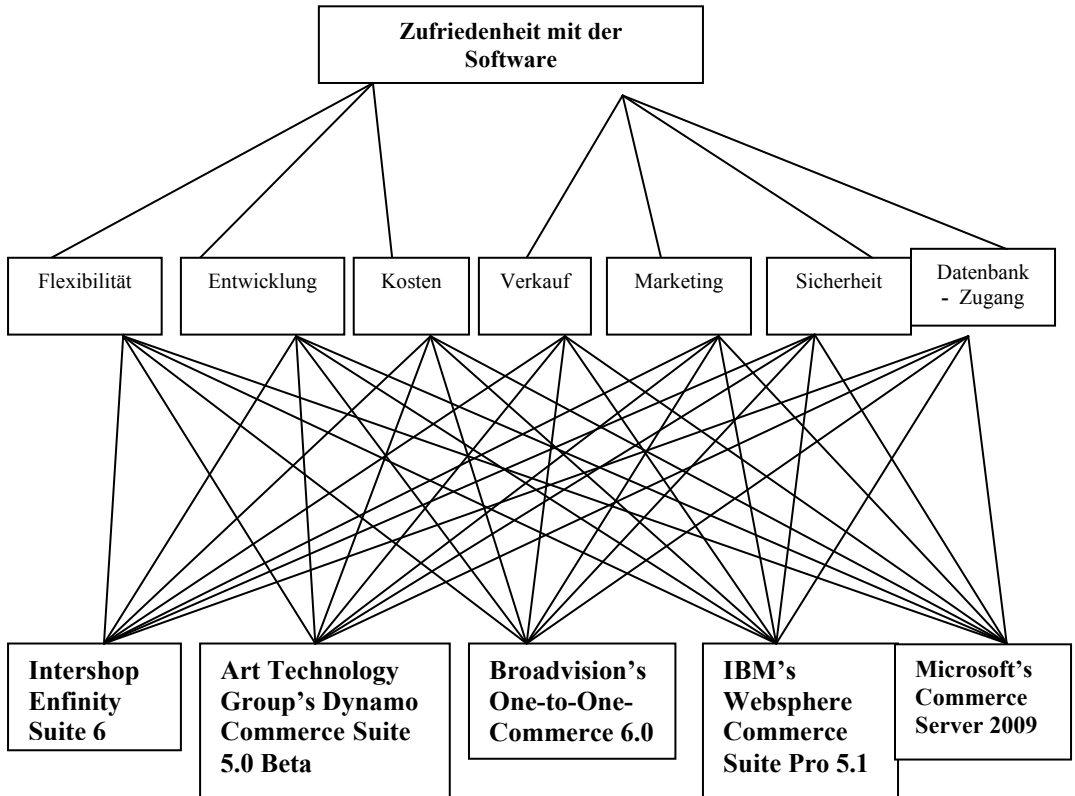 Zufriedenheit mit der
Software
Flexibilität
Entwicklung
Kosten
Verkauf
Marketing
Sicherheit
Datenbank
- Zugang
Intershop
Enfinity
Suite 6
Art Technology
Group’s Dynamo
Commerce Suite
5.0 Beta
Broadvision’s
One-to-One-
Commerce 6.0
IBM’s
Websphere
Commerce
Suite Pro 5.1
Microsoft’s
Commerce
Server 2009